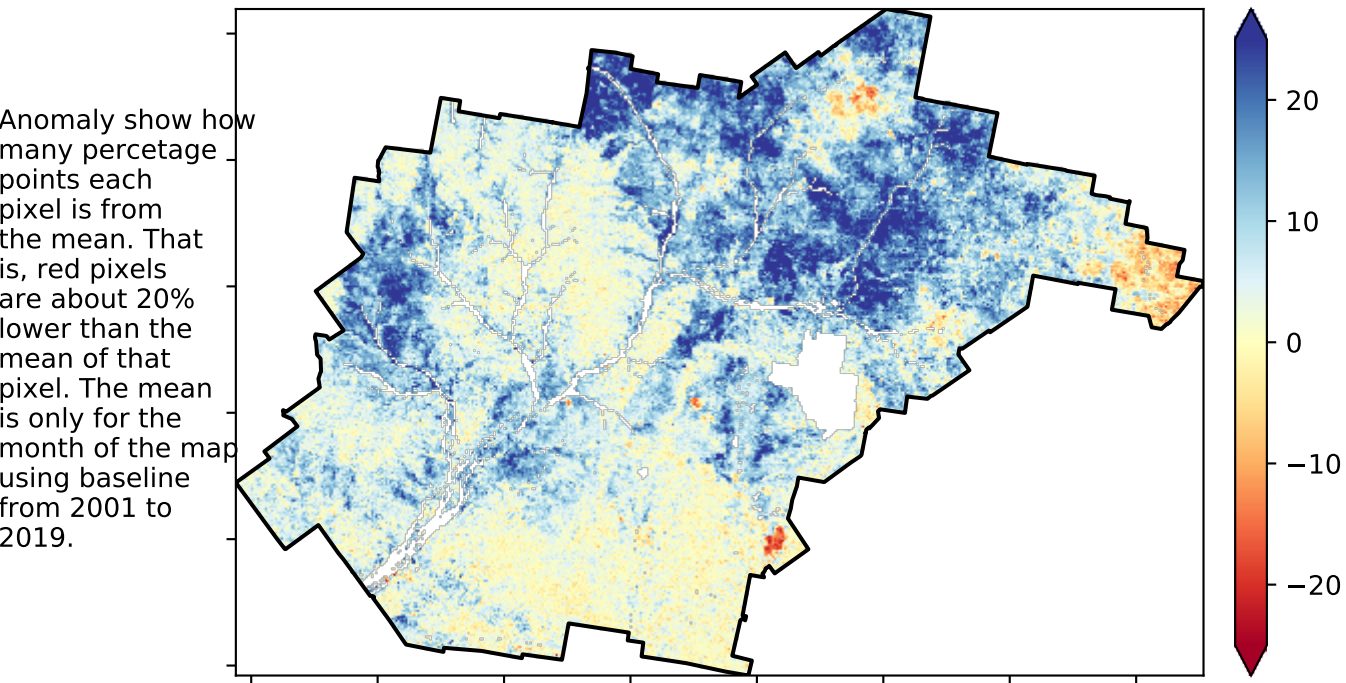 Anomaly show how
many percetage
points each
pixel is from
the mean. That
is, red pixels
are about 20%
lower than the
mean of that
pixel. The mean
is only for the
month of the map
using baseline
from 2001 to
2019.
20
10
0
−10
−20